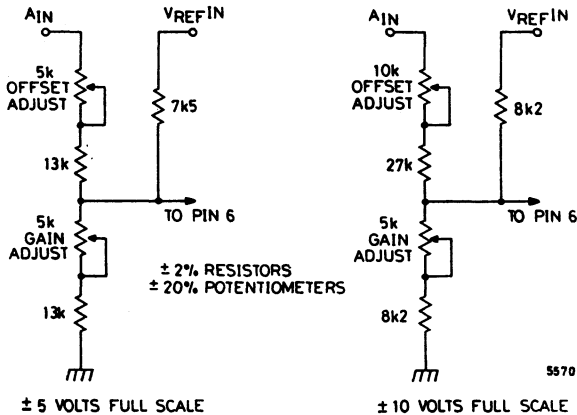 AIN
VREFIN
5k
OFFSET
ADJUST
7k5
13k
TO PIN 6
5k
GAIN
ADJUST
13k
±2% RESISTORS
±20% POTENTIOMETERS
±5 VOLTS FULL SCALE
AIN
VREFIN
10k
OFFSET
ADJUST
8k2
27k
TO PIN 6
5k
GAIN
ADJUST
8k2
5570
±10 VOLTS FULL SCALE